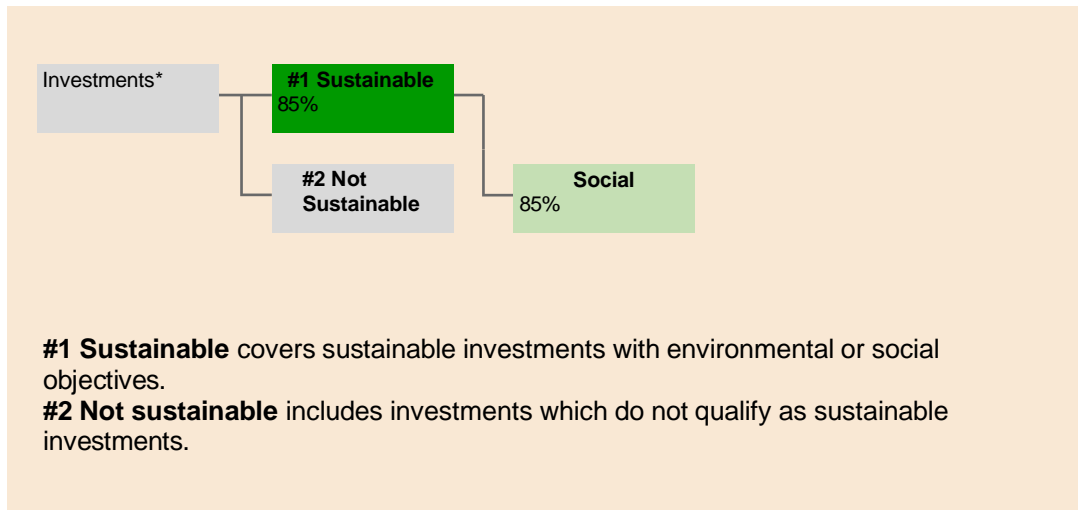 Investments*
#1 Sustainable
85%
#2 Not
Sustainable
Social
85%
#1 Sustainable covers sustainable investments with environmental or social
objectives.
#2 Not sustainable includes investments which do not qualify as sustainable
investments.